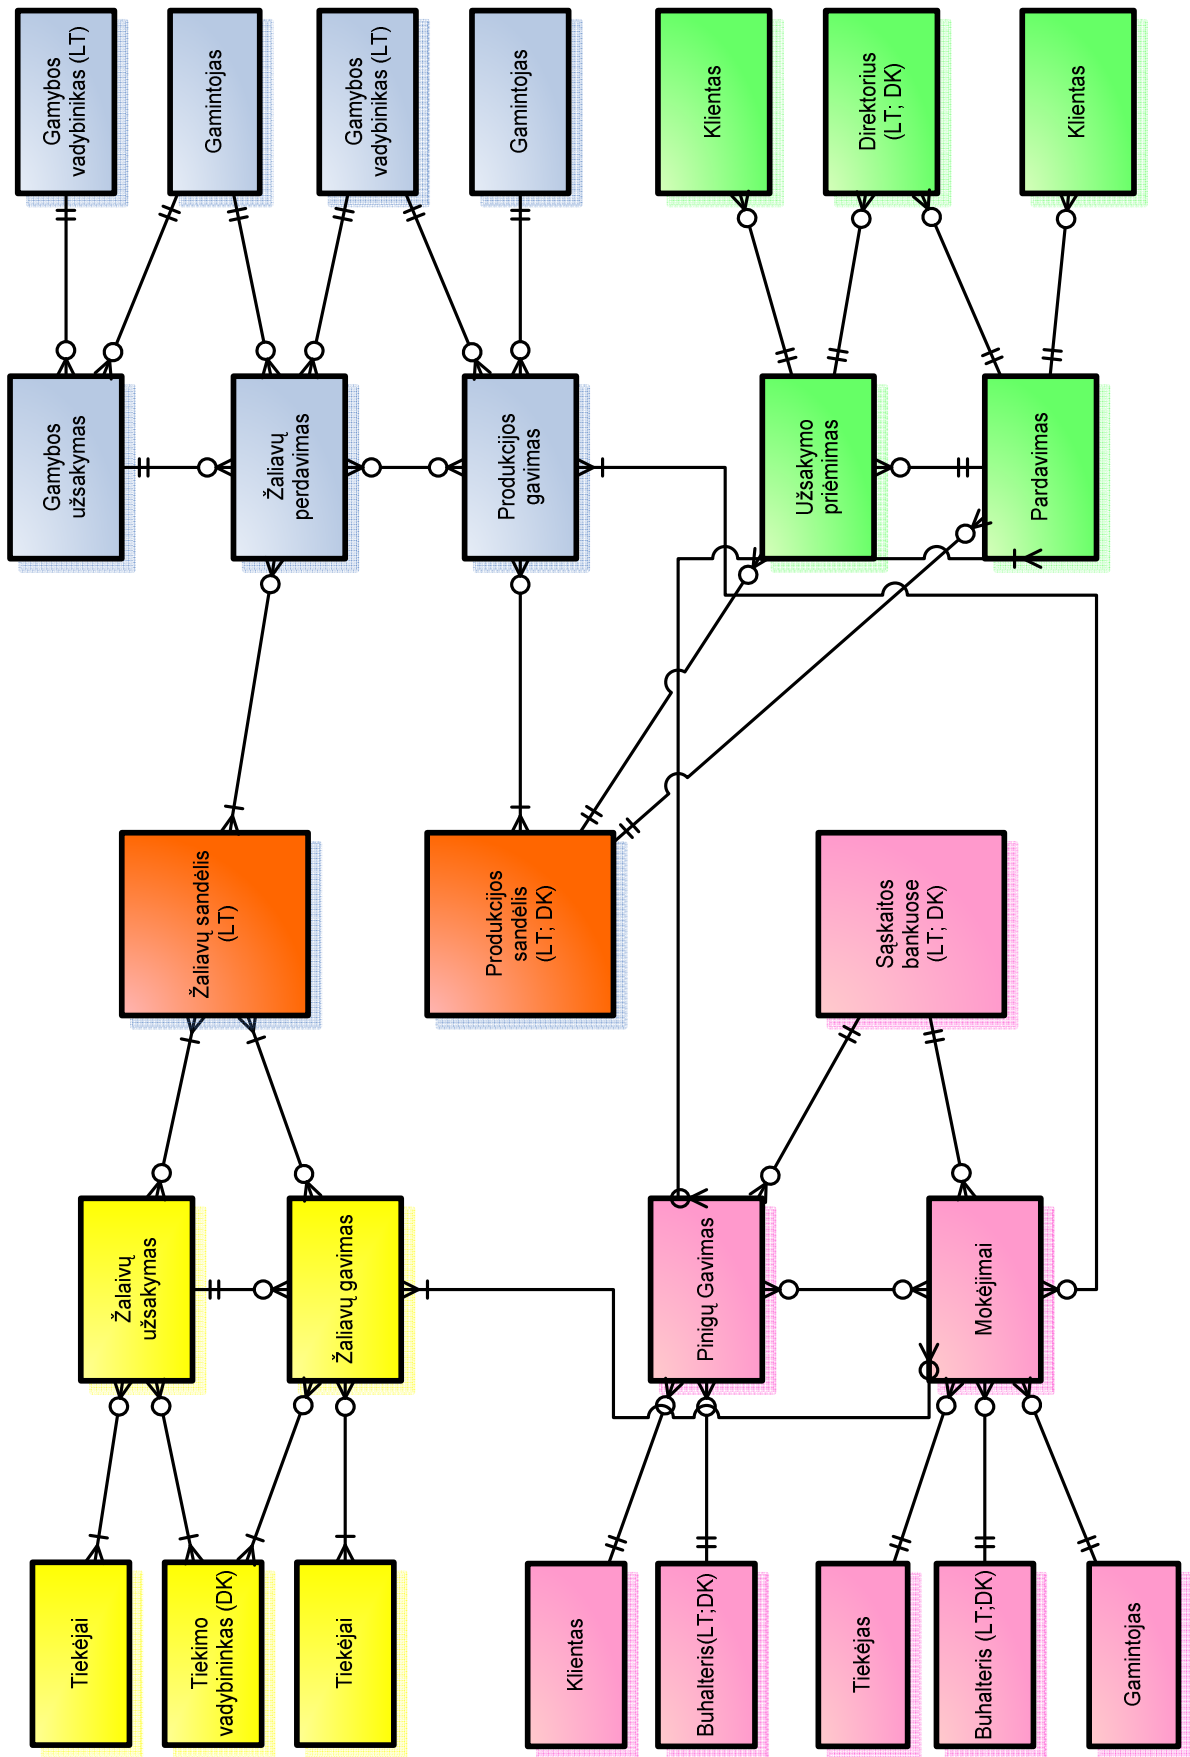 Gamybos
vadybinikas (LT)
Gamintojas
Gamybos
vadybinikas (LT)
Gamintojas
Klientas
Direktorius
(LT; DK)
Klientas
Gamybos
užsakymas
Žaliavų
perdavimas
Produkcijos
gavimas
Užsakymo
priėmimas
Pardavimas
Žaliavų sandėlis
(LT)
Produkcijos
sandėlis
(LT; DK)
Sąskaitos
bankuose
(LT; DK)
Žalaivų
užsakymas
Žaliavų gavimas
Pinigų Gavimas
Mokėjimai
Tiekėjai
Tiekimo
vadybininkas (DK)
Tiekėjai
Klientas
Buhalteris(LT;DK)
Tiekėjas
Buhalteris (LT;DK)
Gamintojas